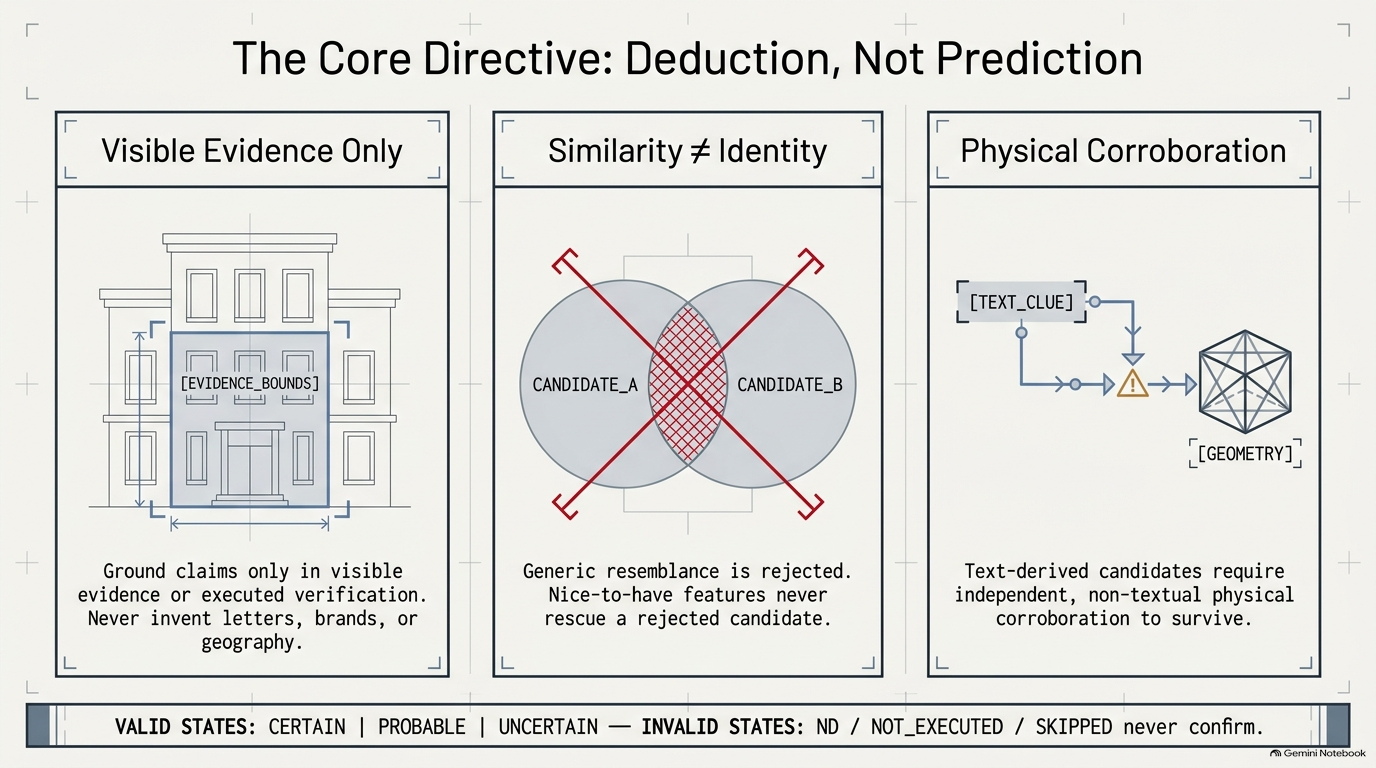 The Core Directive: Deduction, Not Prediction
Visible Evidence Only
[EVIDENCE_BOUNDS]
Ground claims only in visible
evidence or executed verification.
Never invent letters, brands, or
geography.
Similarity ≠ Identity
CANDIDATE_A
CANDIDATE_B
Generic resemblance is rejected.
Nice-to-have features never
rescue a rejected candidate.
Physical Corroboration
[TEXT_CLUE]
[GEOMETRY]
Text-derived candidates require
independent, non-textual physical
corroboration to survive.
VALID STATES: CERTAIN | PROBABLE | UNCERTAIN — INVALID STATES: ND / NOT_EXECUTED / SKIPPED never confirm.
Gemini Notebook